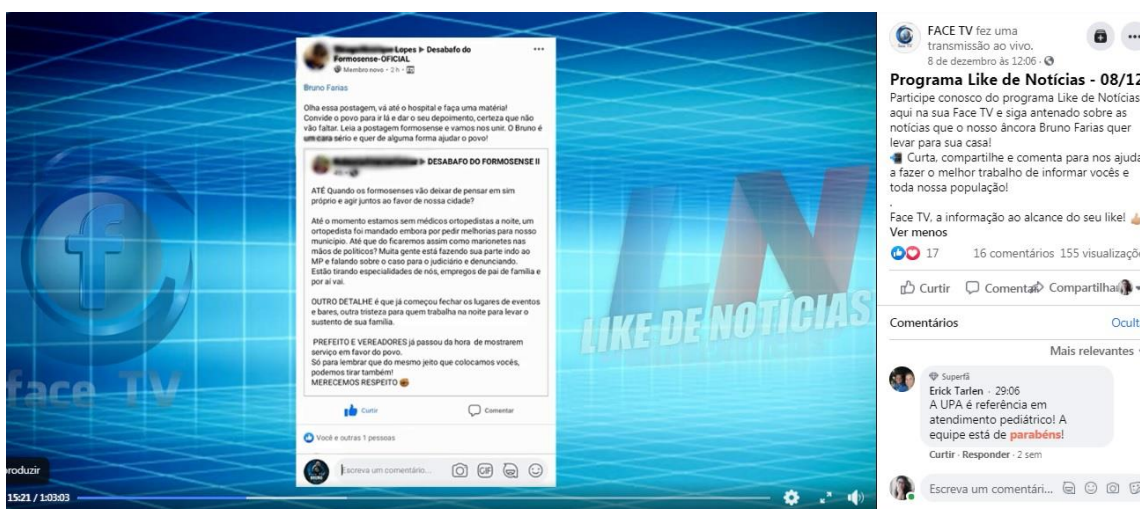 Lopes ▸ Desabafo do
Formosense-OFICIAL
Membro novo · 2 h ·
Bruno Farias
Olha essa postagem, vá até o hospital e faça uma matéria!
Convide o povo para ir lá e dar o seu depoimento, certeza que não
vão faltar. Leia a postagem formosense e vamos nos unir. O Bruno é
um cara sério e quer de alguma forma ajudar o povo!
▸ DESABAFO DO FORMOSENSE II
ATÉ Quando os formosenses vão deixar de pensar em sim
próprio e agir juntos ao favor de nossa cidade?
Até o momento estamos sem médicos ortopedistas a noite, um
ortopedista foi mandado embora por pedir melhorias para nosso
município. Até que do ficaremos assim como marionetes nas
mãos de políticos? Muita gente está fazendo sua parte indo ao
MP e falando sobre o caso para o judiciário e denunciando.
Estão tirando especialidades de nós, empregos de pai de família e
por aí vai.
OUTRO DETALHE é que já começou fechar os lugares de eventos
e bares, outra tristeza para quem trabalha na noite para levar o
sustento de sua família.
PREFEITO E VEREADORES já passou da hora de mostrarem
serviço em favor do povo.
Só para lembrar que do mesmo jeito que colocamos vocês,
podemos tirar também!
MERECEMOS RESPEITO
Curtir Comentar
Você e outras 1 pessoas
Escreva um comentário... GIF
face TV
LN
LIKE DE NOTÍCIAS
produzir
15:21 / 1:03:03
FACE TV fez uma
transmissão ao vivo.
8 de dezembro às 12:06 ·
Programa Like de Notícias - 08/12
Participe conosco do programa Like de Notícias
aqui na sua Face TV e siga antenado sobre as
notícias que o nosso âncora Bruno Farias quer
levar para sua casa!
Curta, compartilhe e comenta para nos ajuda
a fazer o melhor trabalho de informar vocês e
toda nossa população!
.
Face TV, a informação ao alcance do seu like!
Ver menos
17 16 comentários 155 visualizaçõe
Curtir Comentar Compartilhar
Comentários Oculta
Mais relevantes
Superfã
Erick Tarlen · 29:06
A UPA é referência em
atendimento pediátrico! A
equipe está de parabéns!
Curtir · Responder · 2 sem
Escreva um comentári...